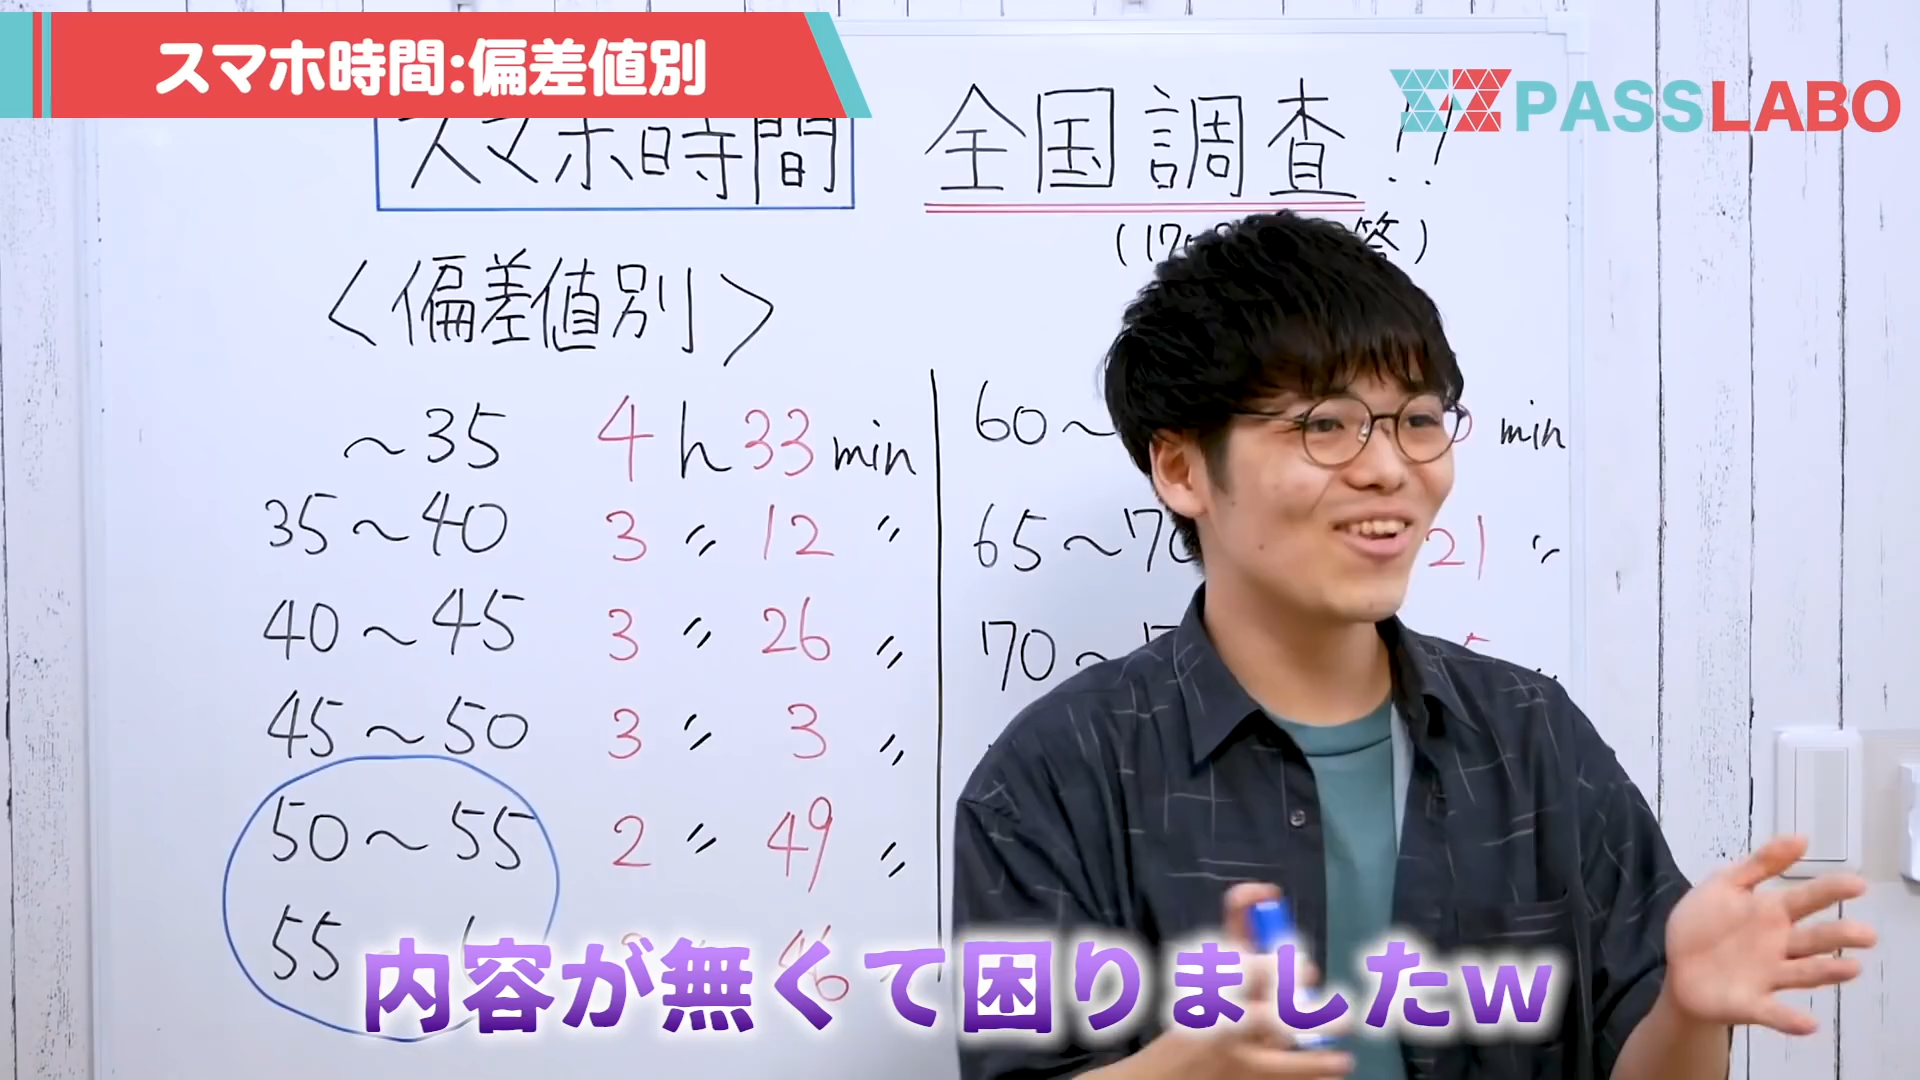 スマホ時間:偏差値別
PASSLABO
スマホ時間 全国調査!!
<偏差値別>
~35 4h33min
35~40 3〃12〃
40~45 3〃26〃
45~50 3〃3〃
50~55 2〃49〃
55 46
60~ min
65~70 21〃
70~
内容が無くて困りましたw